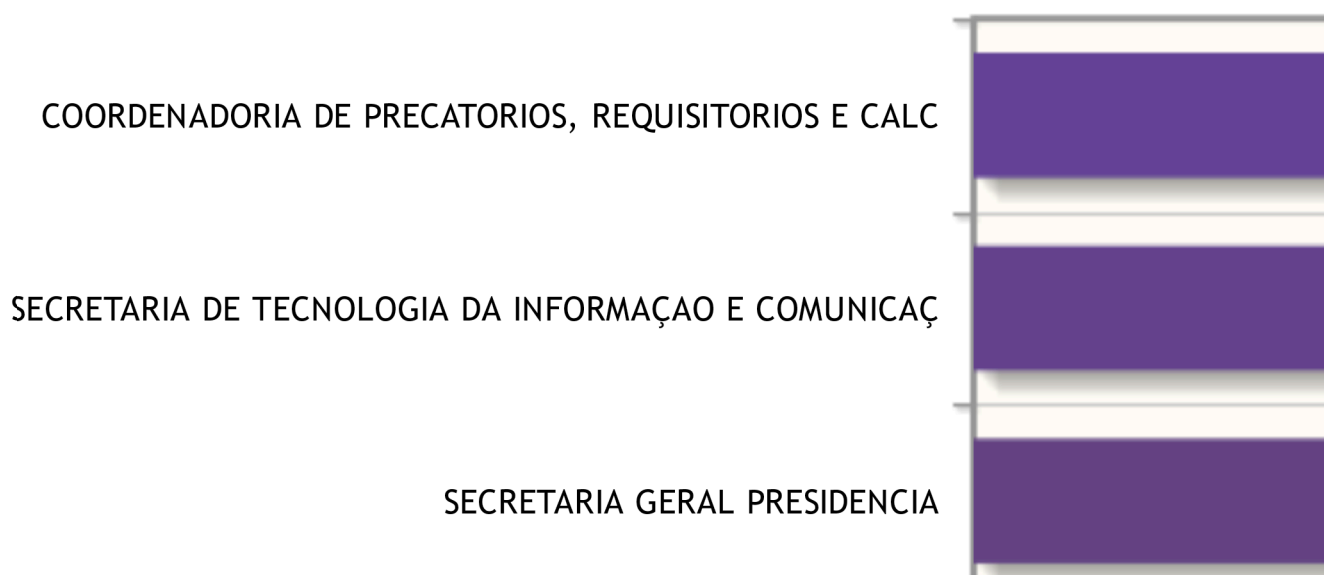 COORDENADORIA DE PRECATORIOS, REQUISITORIOS E CALC
SECRETARIA DE TECNOLOGIA DA INFORMAÇAO E COMUNICAÇ
SECRETARIA GERAL PRESIDENCIA